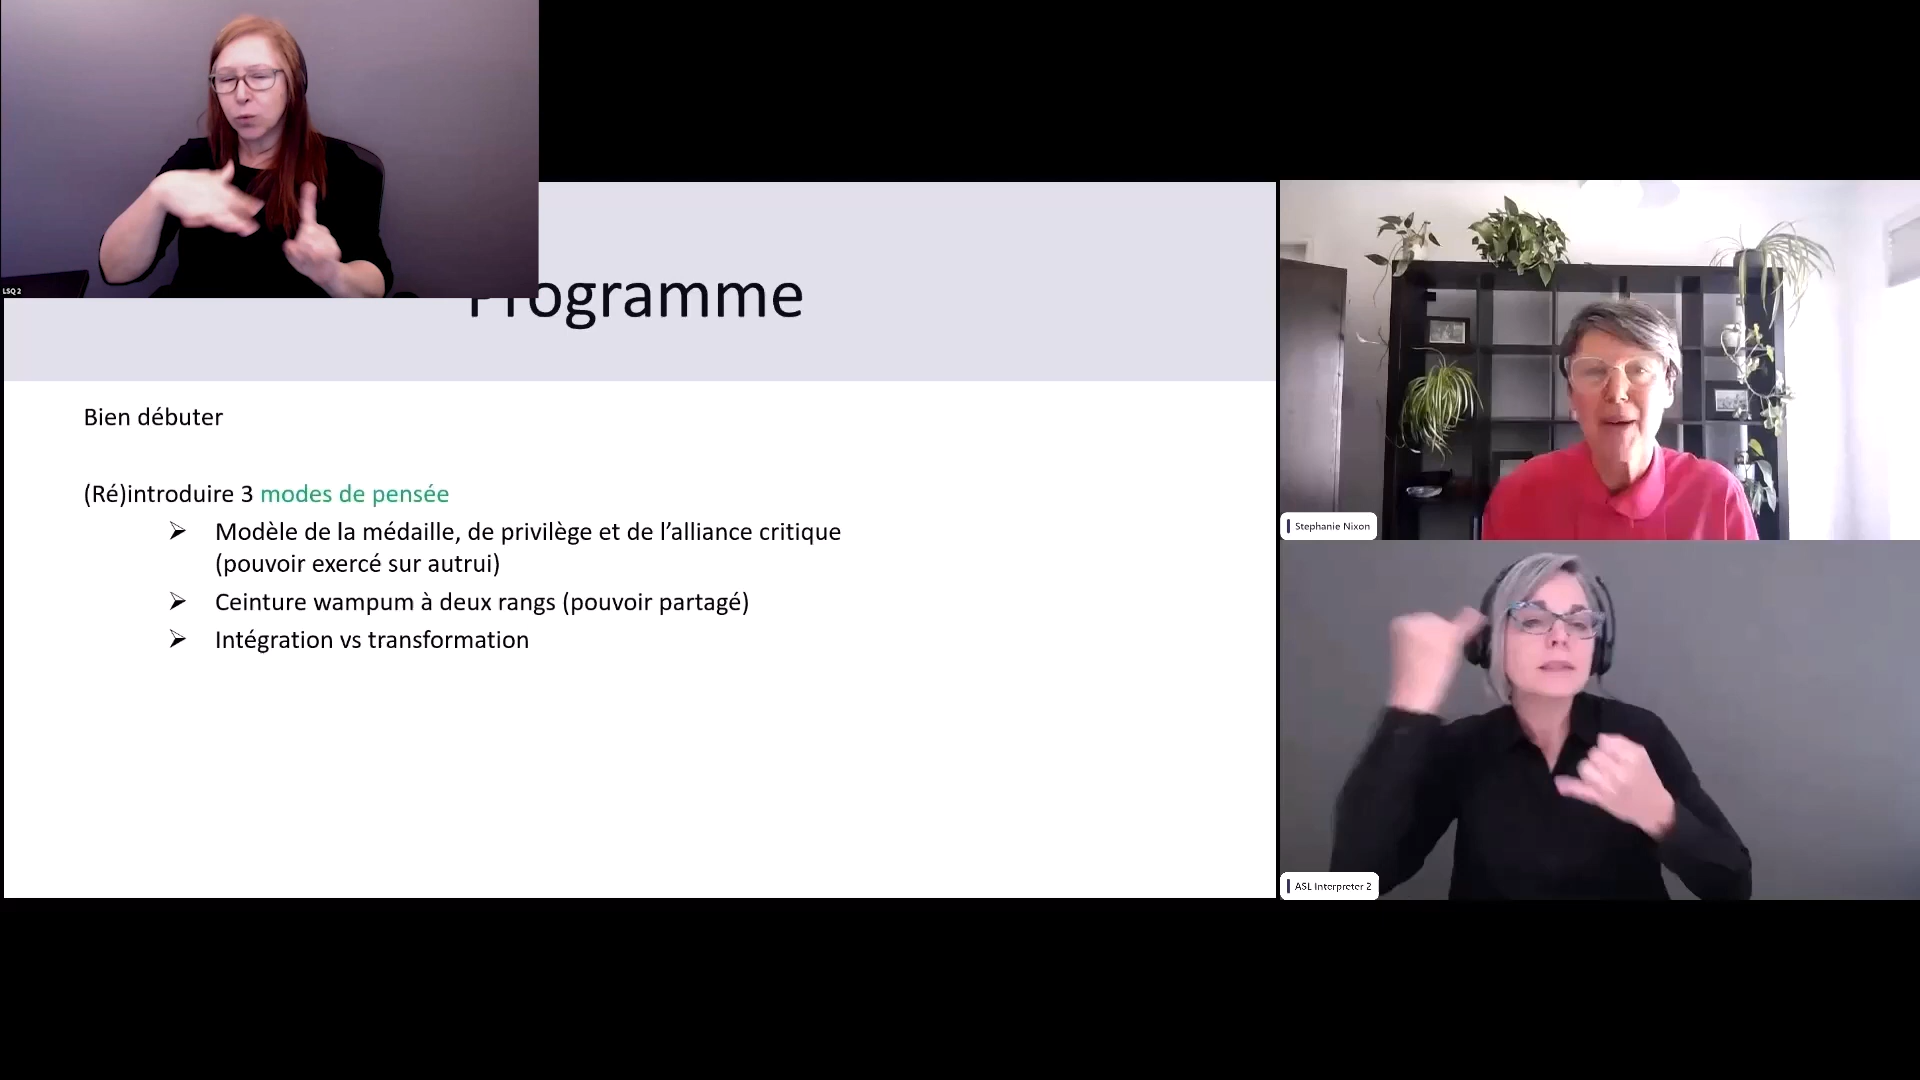 LSQ 2
Programme
Bien débuter
(Ré)introduire 3 modes de pensée
➢ Modèle de la médaille, de privilège et de l’alliance critique
(pouvoir exercé sur autrui)
➢ Ceinture wampum à deux rangs (pouvoir partagé)
➢ Intégration vs transformation
Stephanie Nixon
ASL Interpreter 2